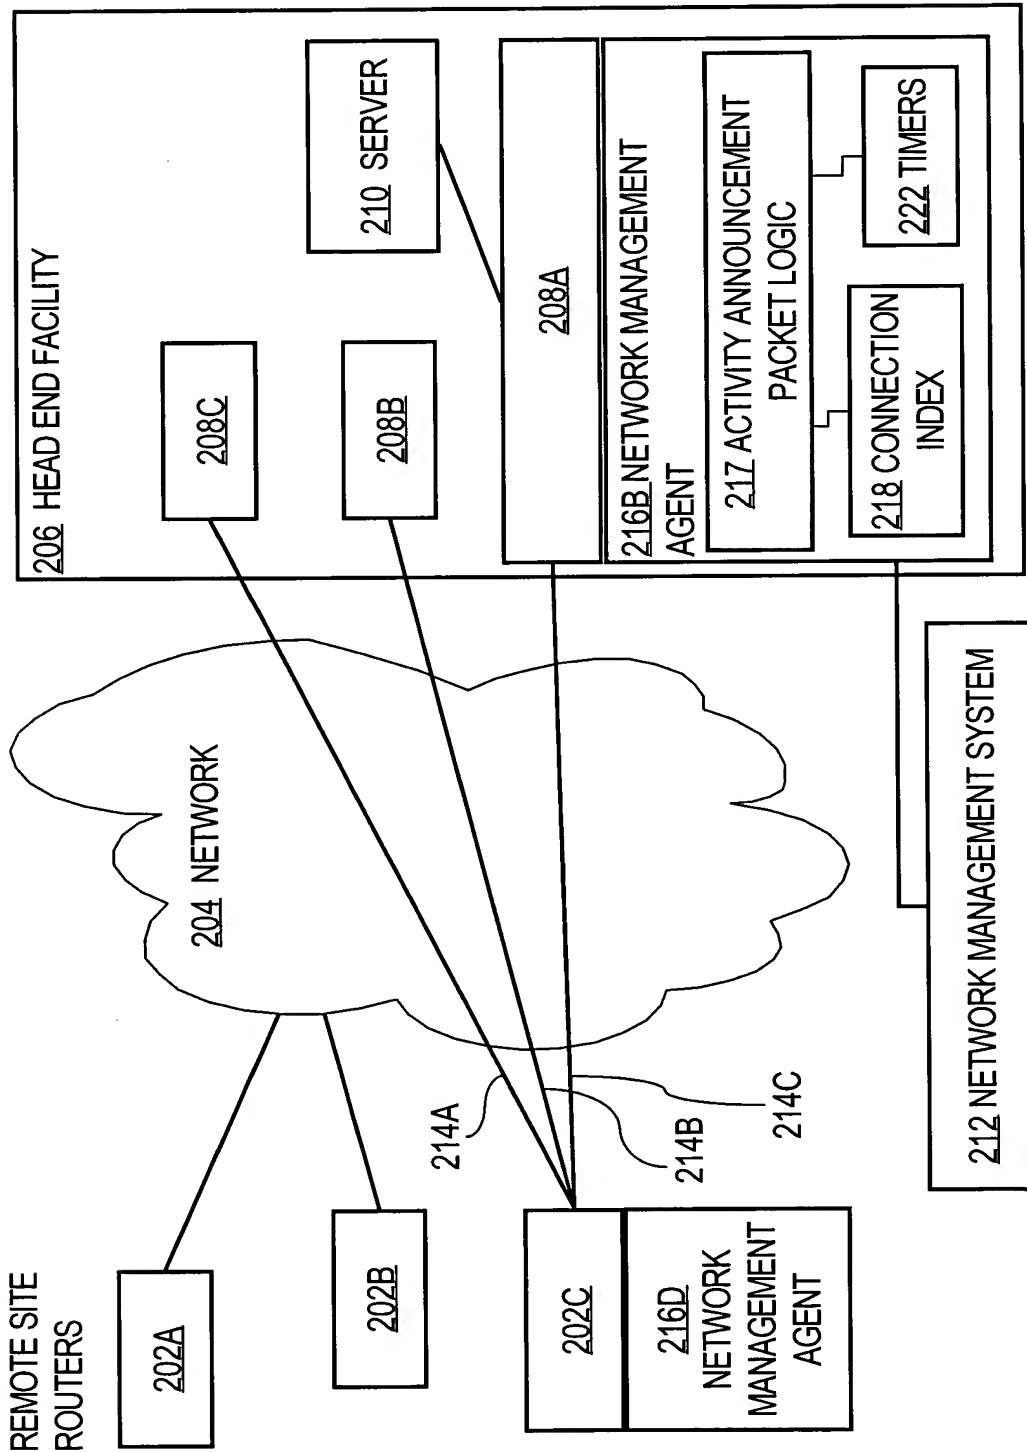 REMOTE SITE
ROUTERS
202A
202B
202C
216D
NETWORK
MANAGEMENT
AGENT
204 NETWORK
214A
214B
214C
206 HEAD END FACILITY
208C
208B
210 SERVER
208A
216B NETWORK MANAGEMENT
AGENT
217 ACTIVITY ANNOUNCEMENT
PACKET LOGIC
218 CONNECTION
INDEX
222 TIMERS
212 NETWORK MANAGEMENT SYSTEM